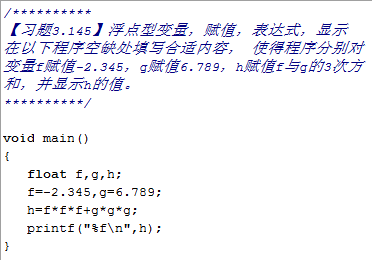 /**********
【习题3.145】浮点型变量，赋值，表达式，显示
在以下程序空缺处填写合适内容， 使得程序分别对
变量f赋值-2.345，g赋值6.789，h赋值f与g的3次方
和，并显示h的值。
**********/
void main()
{
float f,g,h;
f=-2.345,g=6.789;
h=f*f*f+g*g*g;
printf("%f\n",h);
}